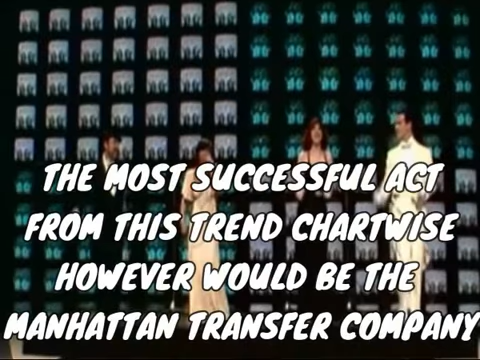 THE MOST SUCCESSFUL ACT
FROM THIS TREND CHARTWISE
HOWEVER WOULD BE THE
MANHATTAN TRANSFER COMPANY